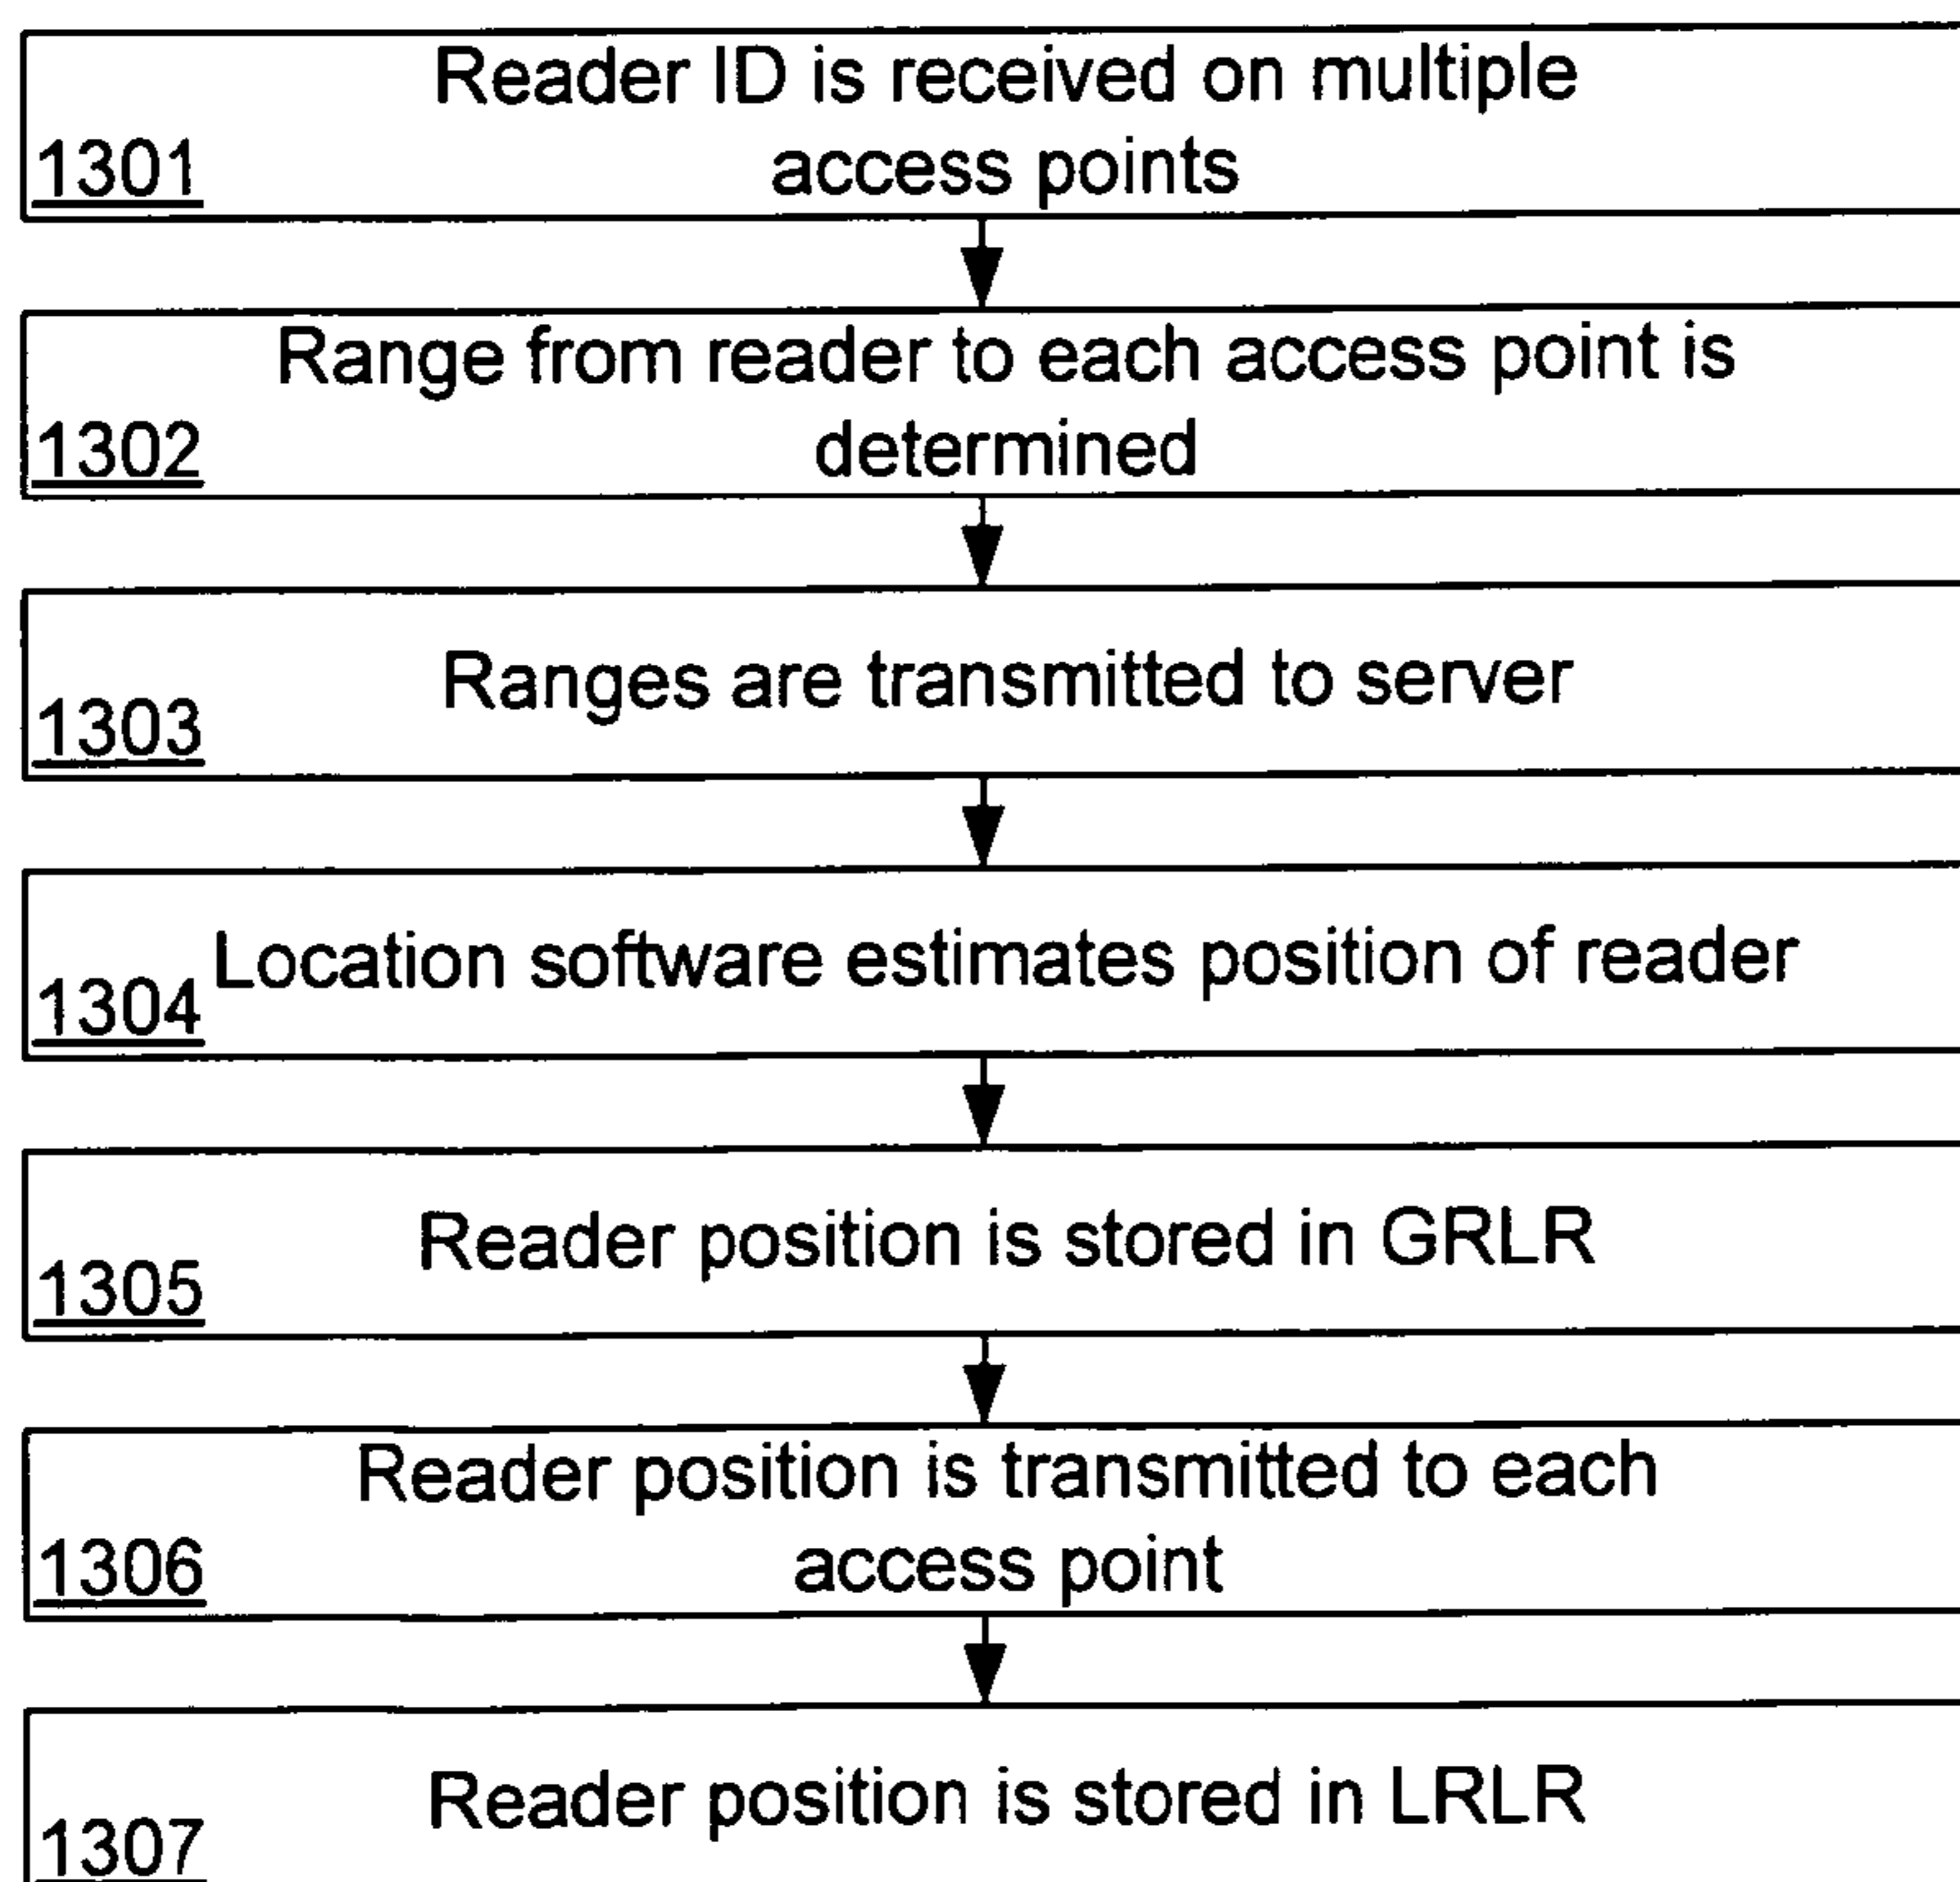 Reader ID is received on multiple
access points
1301
Range from reader to each access point is
determined
1302
Ranges are transmitted to server
1303
Location software estimates position of reader
1304
Reader position is stored in GRLR
1305
Reader position is transmitted to each
access point
1306
Reader position is stored in LRLR
1307